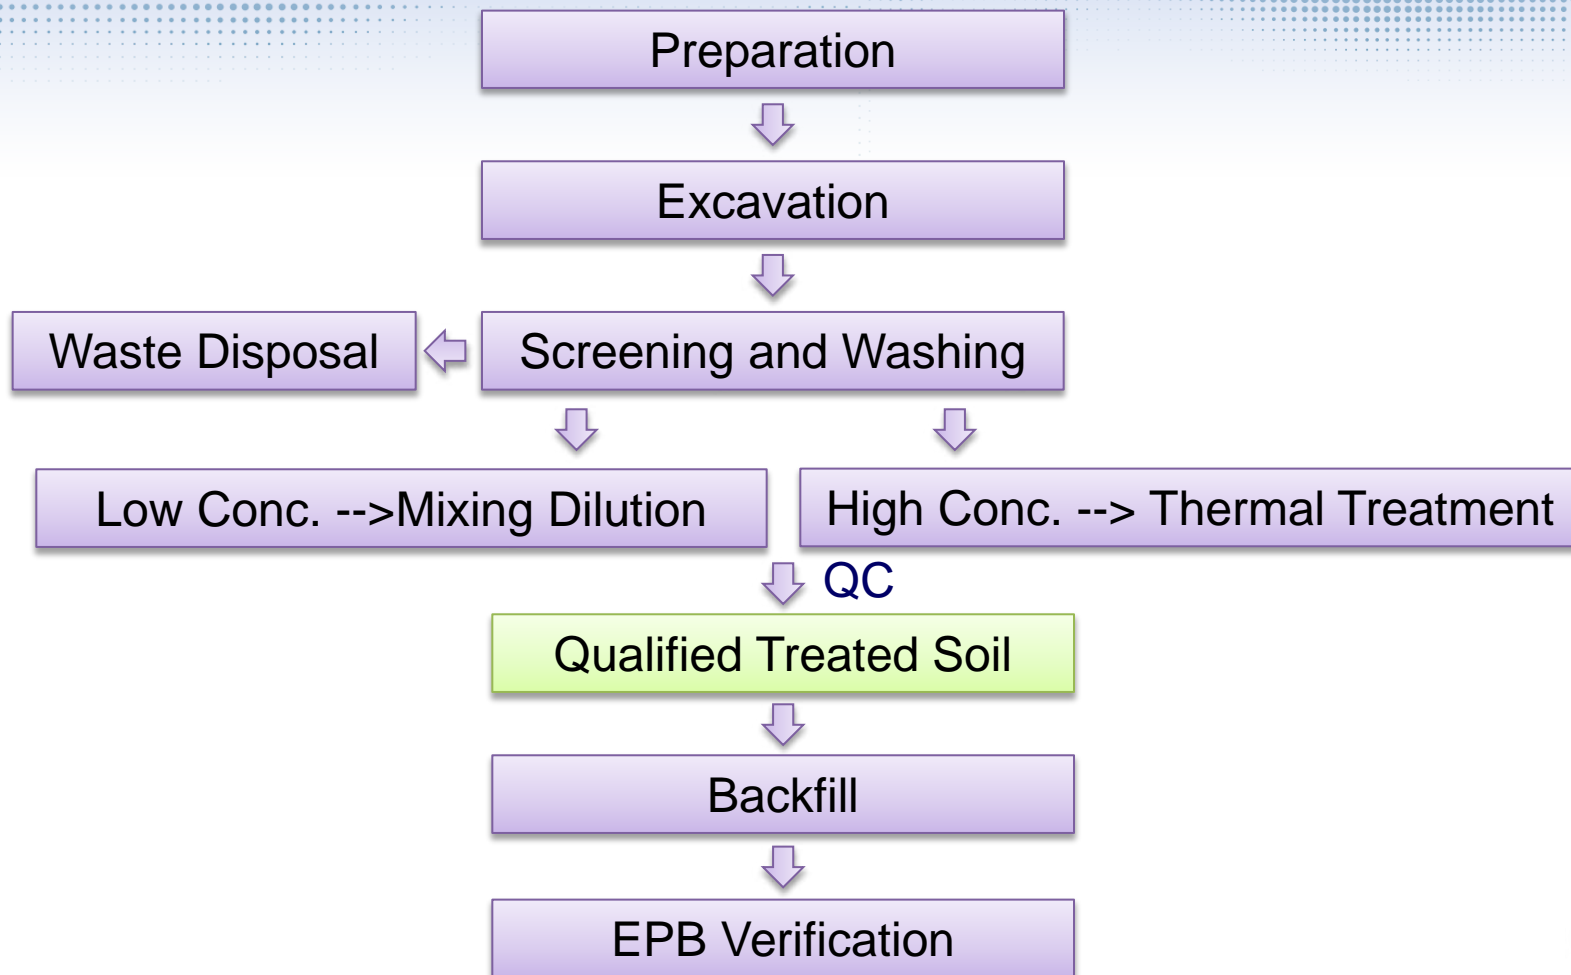 Preparation
Excavation
Waste Disposal
Screening and Washing
Low Conc. -->Mixing Dilution
High Conc. --> Thermal Treatment
QC
Qualified Treated Soil
Backfill
EPB Verification